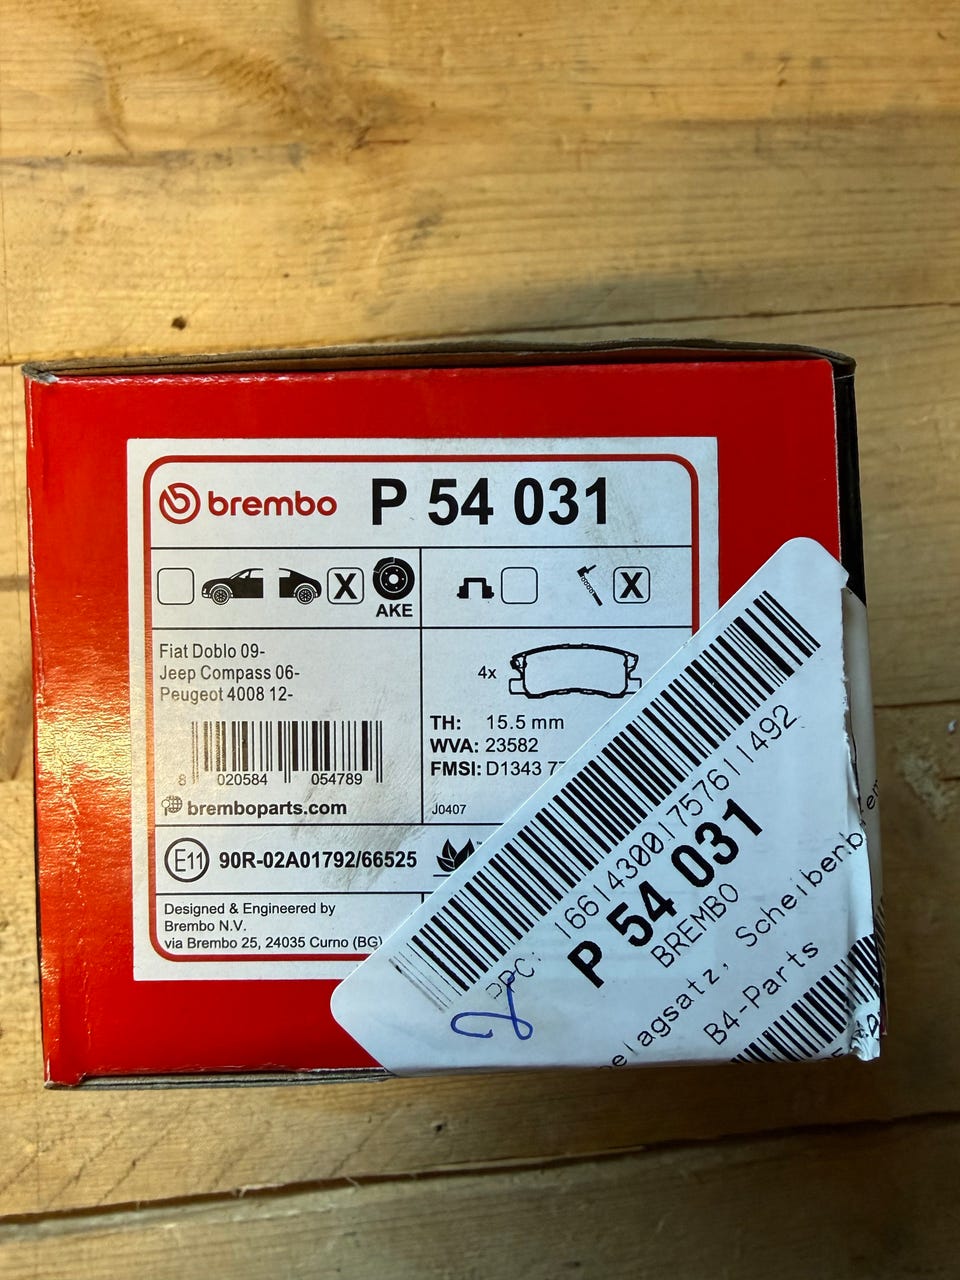 brembo P 54 031
X
AKE
X
Fiat Doblo 09-
Jeep Compass 06-
Peugeot 4008 12-
8 020584 054789
bremboparts.com
4x
TH: 15.5 mm
WVA: 23582
FMSI: D1343
J0407
E11 90R-02A01792/66525
Designed & Engineered by
Brembo N.V.
via Brembo 25, 24035 Curno (BG)
166143001757611492
PPC:
P 54 031
BREMBO
B4-Parts